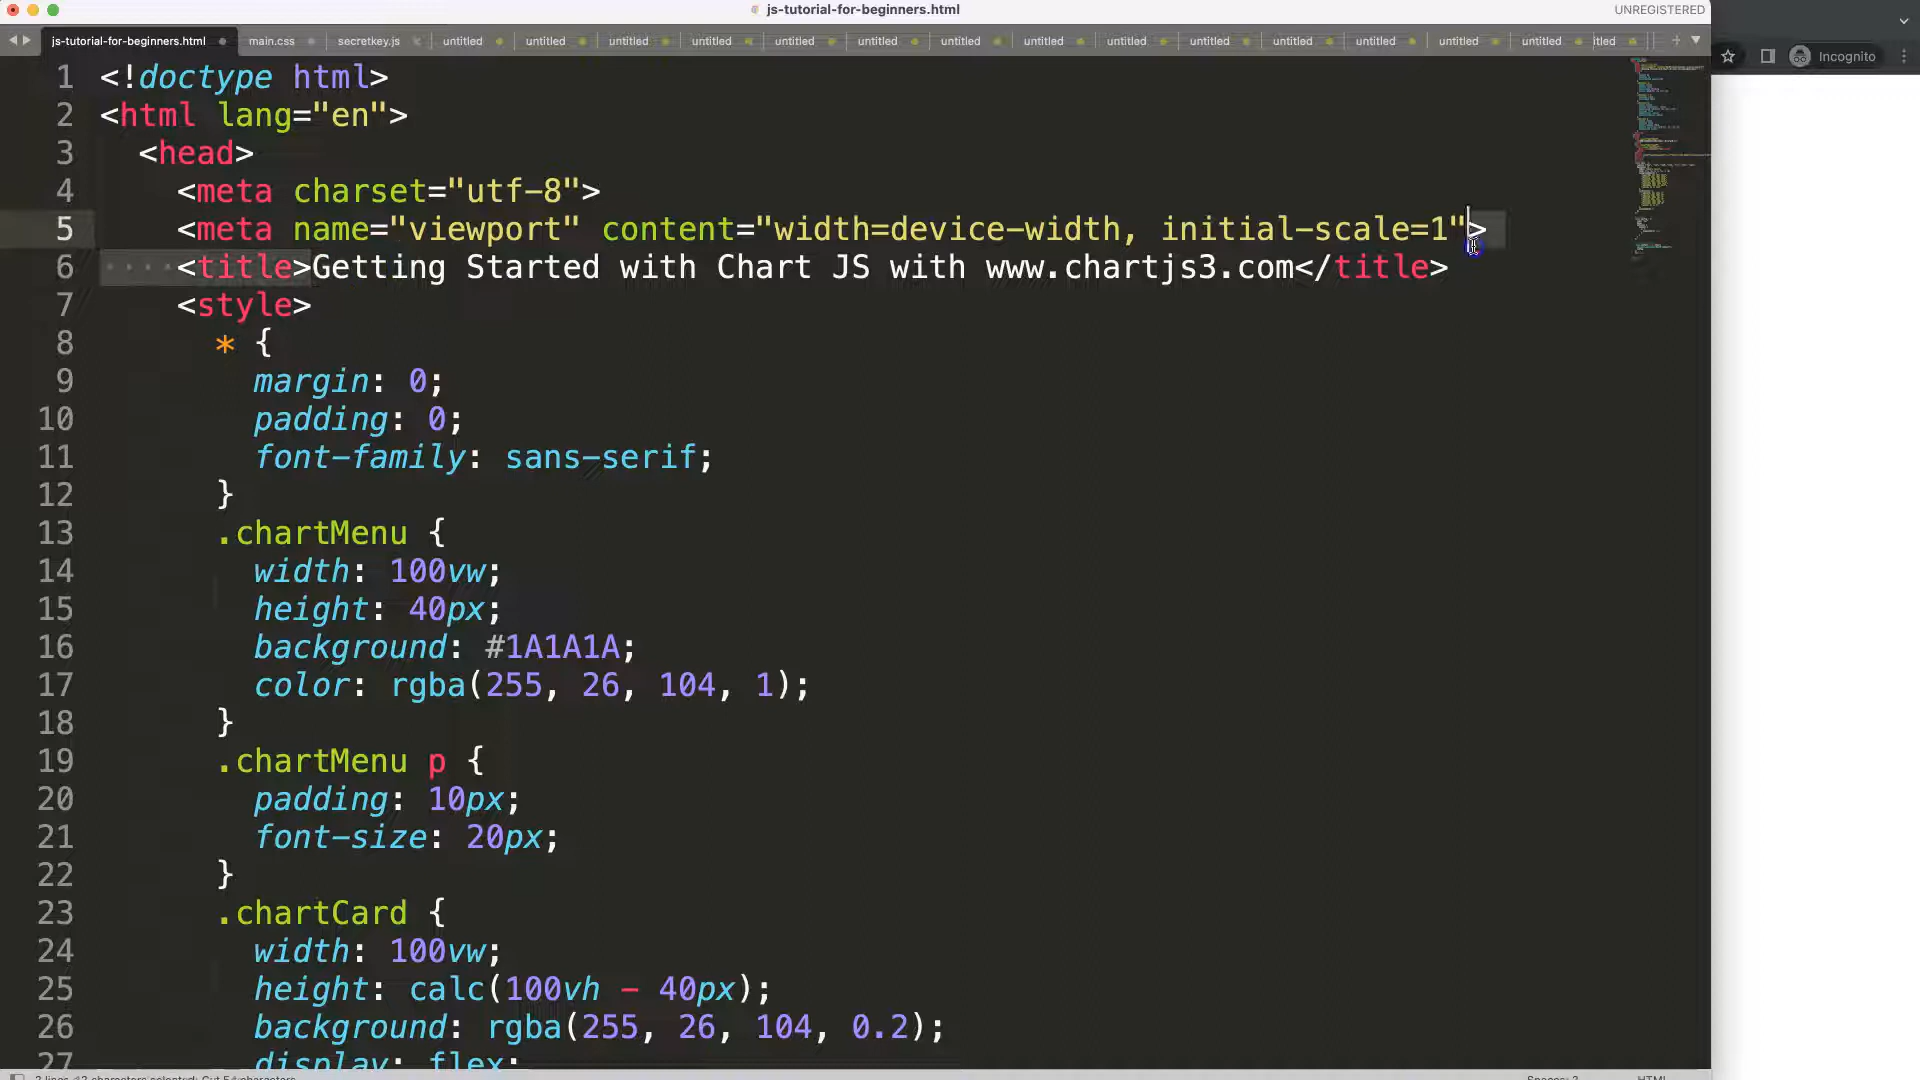 js-tutorial-for-beginners.html
UNREGISTERED
js-tutorial-for-beginners.html main.css secretkey.js untitled untitled untitled untitled untitled untitled untitled untitled untitled untitled untitled untitled untitled untitled itled
Incognito
1 <!doctype html>
2 <html lang="en">
3 <head>
4 <meta charset="utf-8">
5 <meta name="viewport" content="width=device-width, initial-scale=1">
6 <title>Getting Started with Chart JS with www.chartjs3.com</title>
7 <style>
8 * {
9 margin: 0;
10 padding: 0;
11 font-family: sans-serif;
12 }
13 .chartMenu {
14 width: 100vw;
15 height: 40px;
16 background: #1A1A1A;
17 color: rgba(255, 26, 104, 1);
18 }
19 .chartMenu p {
20 padding: 10px;
21 font-size: 20px;
22 }
23 .chartCard {
24 width: 100vw;
25 height: calc(100vh - 40px);
26 background: rgba(255, 26, 104, 0.2);
27 display: flex;